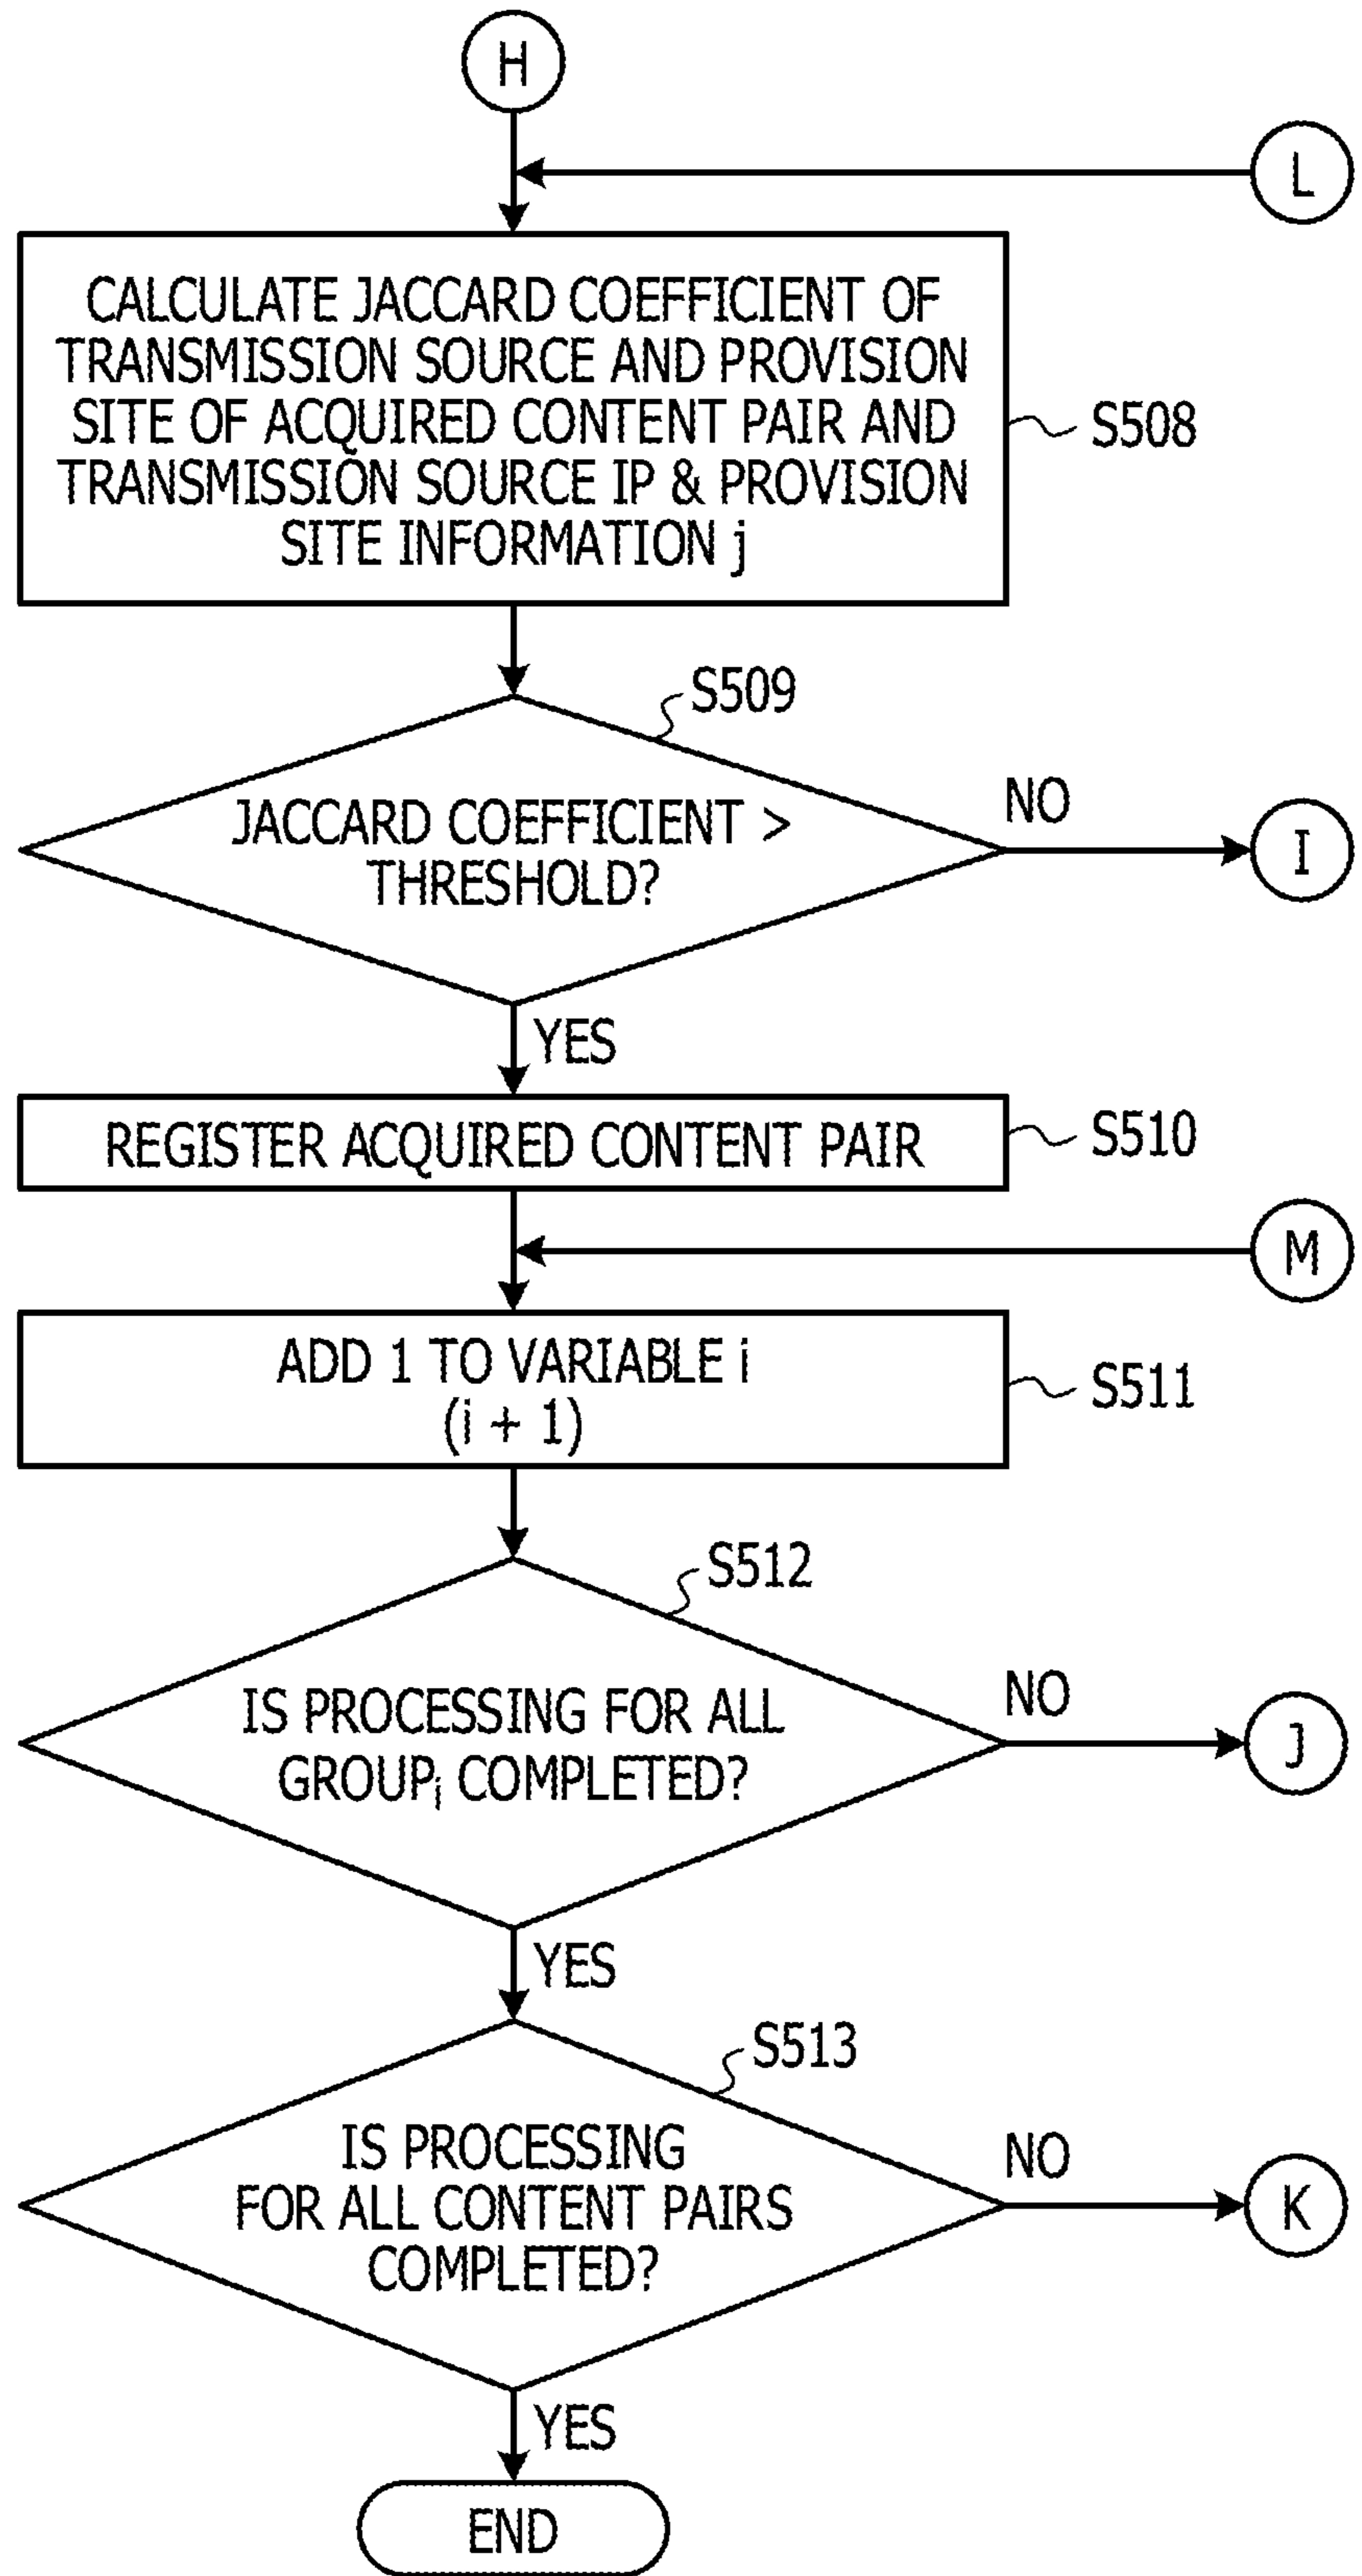 H
L
CALCULATE JACCARD COEFFICIENT OF
TRANSMISSION SOURCE AND PROVISION
SITE OF ACQUIRED CONTENT PAIR AND
TRANSMISSION SOURCE IP & PROVISION
SITE INFORMATION j
S508
S509
JACCARD COEFFICIENT >
THRESHOLD?
NO
I
YES
REGISTER ACQUIRED CONTENT PAIR
S510
M
ADD 1 TO VARIABLE i
(i + 1)
S511
S512
IS PROCESSING FOR ALL
GROUPi COMPLETED?
NO
J
YES
S513
IS PROCESSING
FOR ALL CONTENT PAIRS
COMPLETED?
NO
K
YES
END